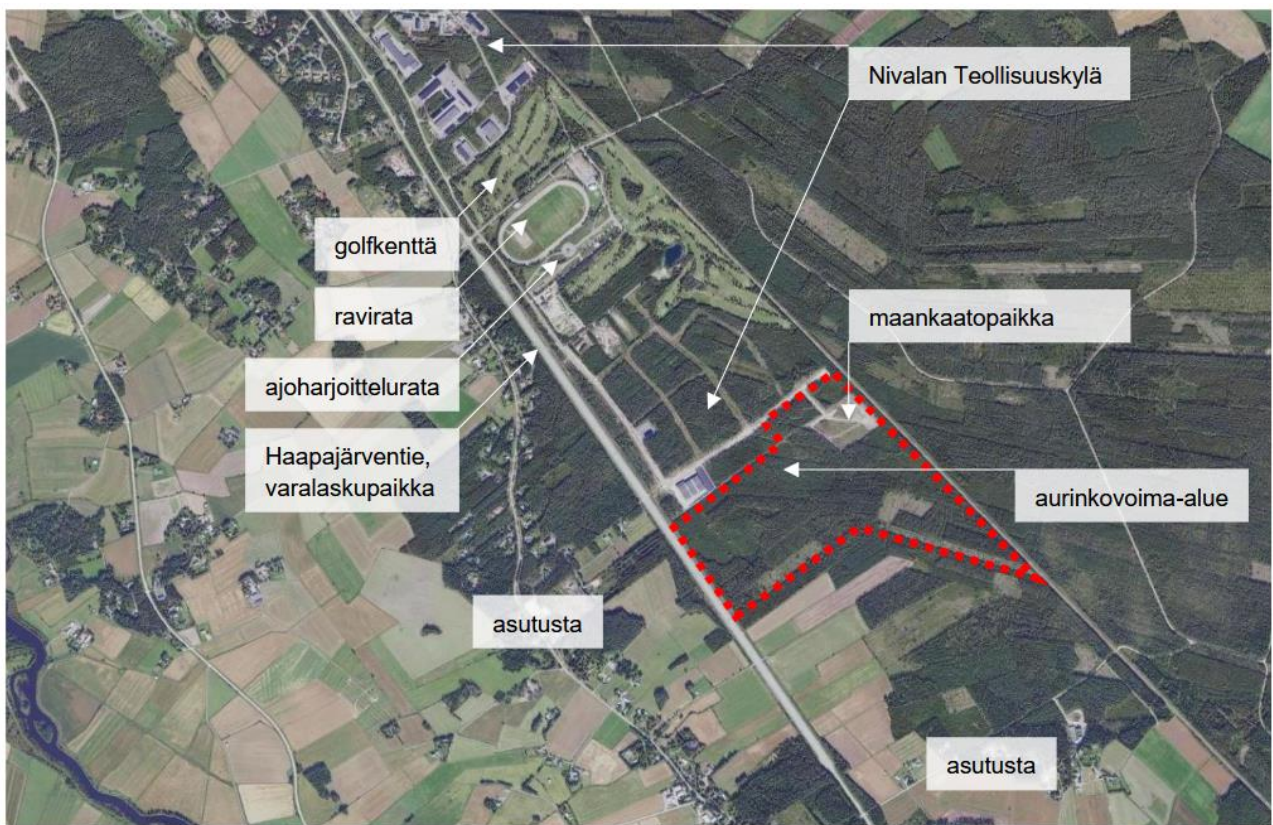 Nivalan Teollisuuskylä
golfkenttä
ravirata
maankaatopaikka
ajoharjoittelurata
Haapajärventie,
varalaskupaikka
aurinkovoima-alue
asutusta
asutusta